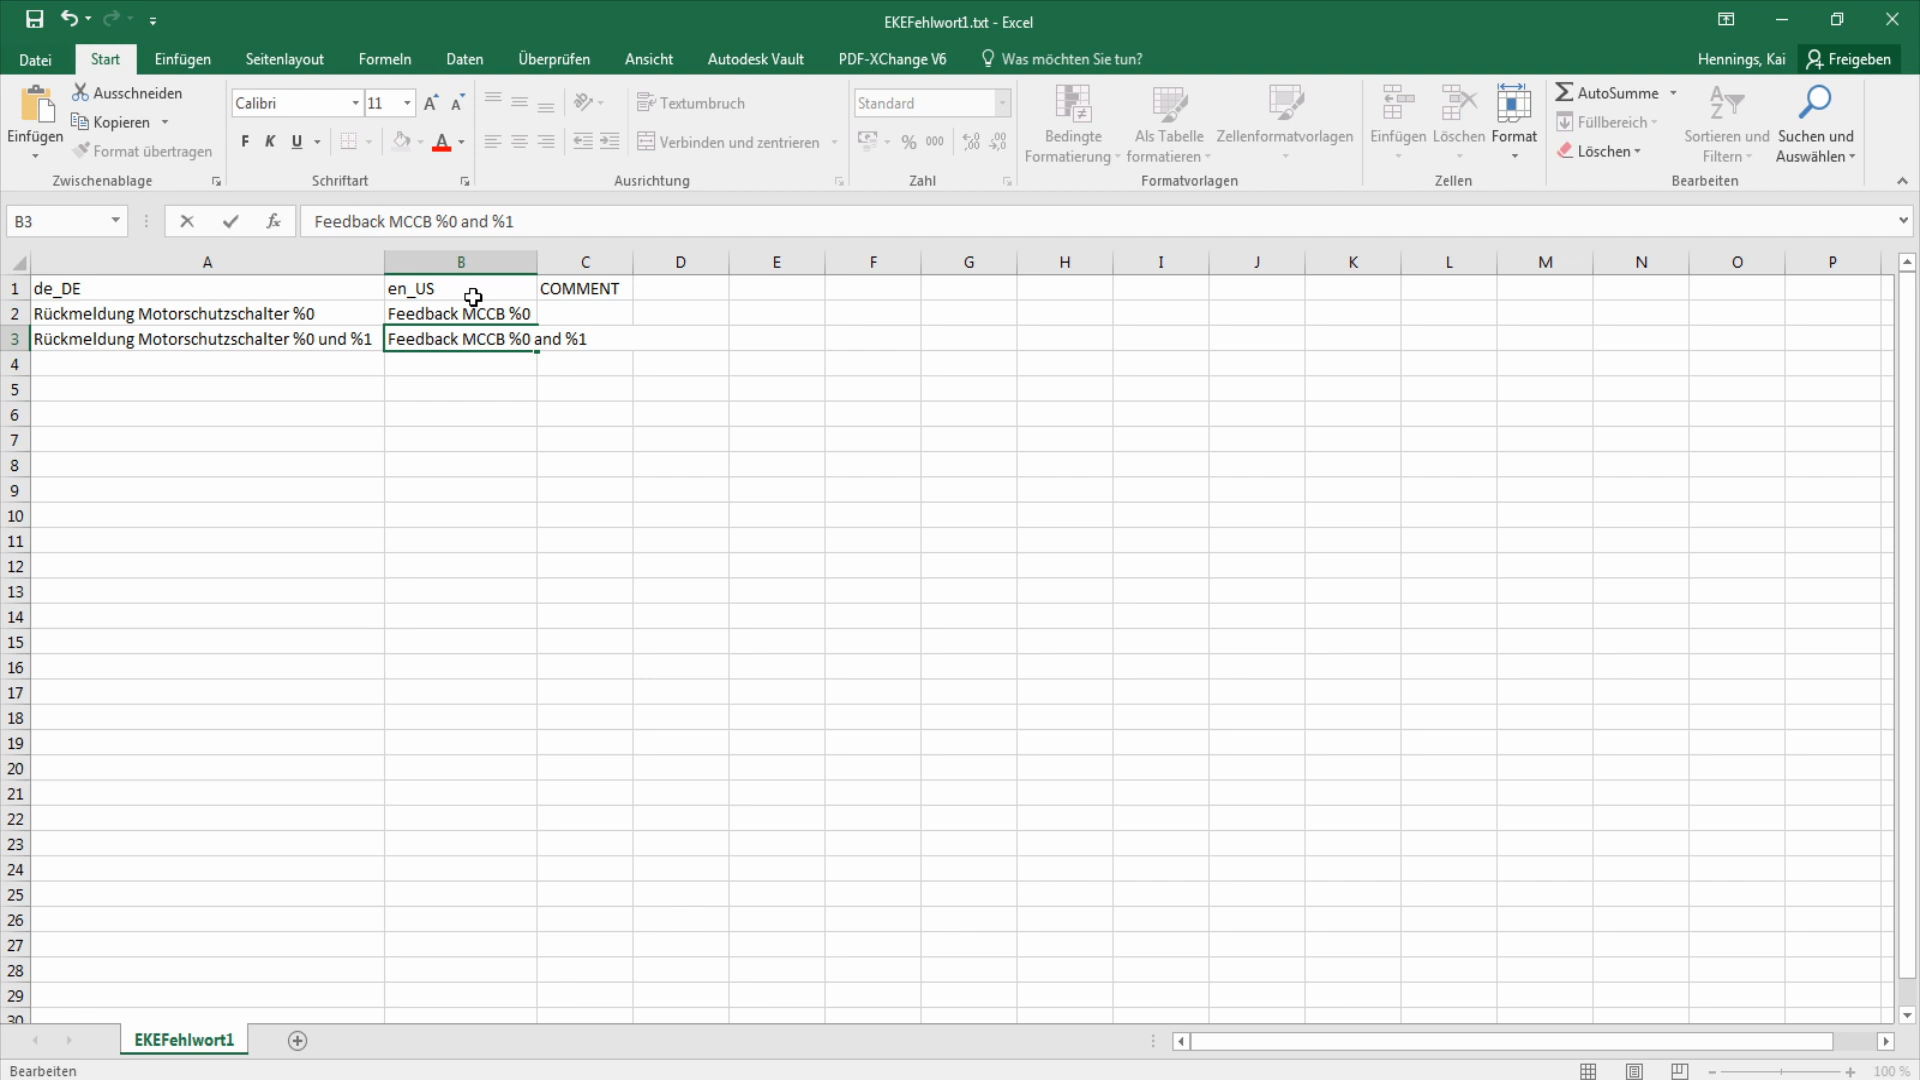 EKEFehlwort1.txt - Excel
Datei Start Einfügen Seitenlayout Formeln Daten Überprüfen Ansicht Autodesk Vault PDF-XChange V6 Was möchten Sie tun? Hennings, Kai Freigeben
Einfügen
Ausschneiden
Kopieren
Format übertragen
Zwischenablage
Calibri 11
F K U A
Schriftart
Textumbruch
Verbinden und zentrieren
Ausrichtung
Standard
% 000
Zahl
Bedingte Formatierung
Als Tabelle formatieren
Zellenformatvorlagen
Formatvorlagen
Einfügen Löschen Format
Zellen
AutoSumme
Füllbereich
Löschen
Sortieren und Filtern
Suchen und Auswählen
Bearbeiten
B3 fx Feedback MCCB %0 and %1
A B C D E F G H I J K L M N O P
1 de_DE en_US COMMENT
2 Rückmeldung Motorschutzschalter %0 Feedback MCCB %0
3 Rückmeldung Motorschutzschalter %0 und %1 Feedback MCCB %0 and %1
4
5
6
7
8
9
10
11
12
13
14
15
16
17
18
19
20
21
22
23
24
25
26
27
28
29
30
EKEFehlwort1
Bearbeiten 100 %